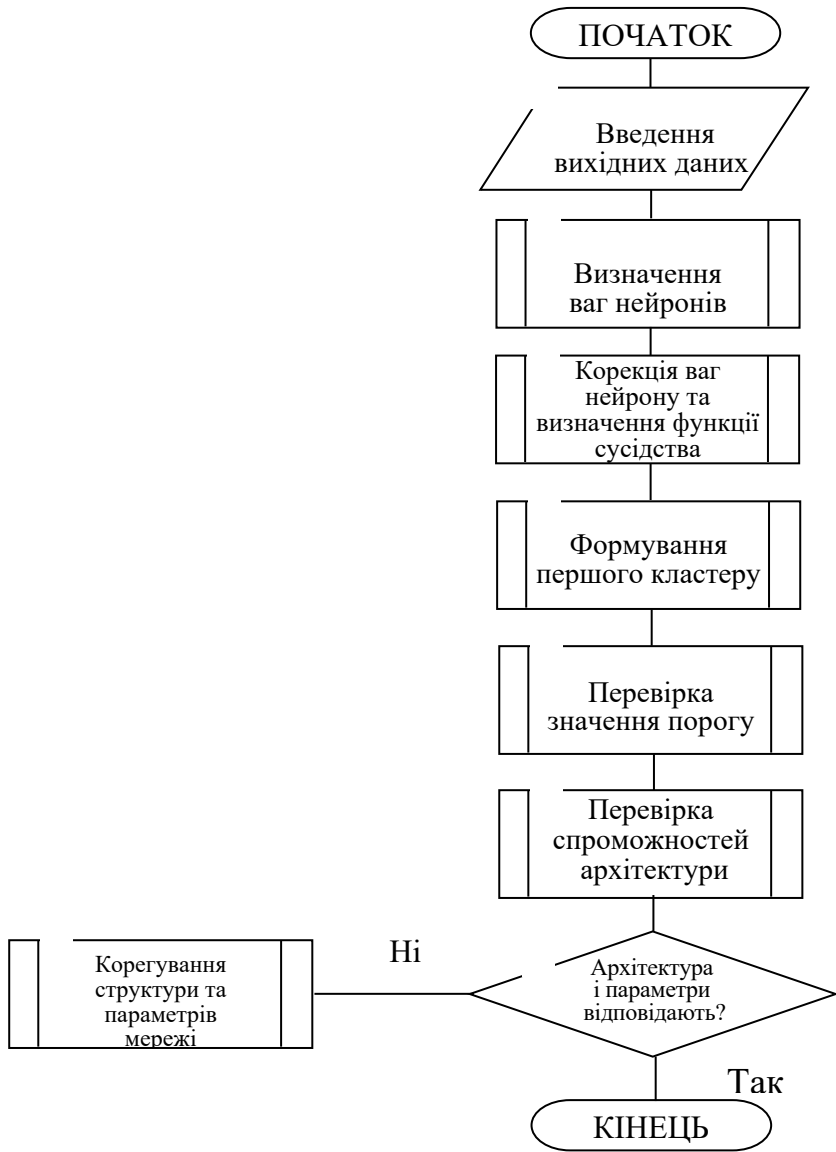 ПОЧАТОК
Введення
вихідних даних
Визначення
ваг нейронів
Корекція ваг
нейрону та
визначення функції
сусідства
Формування
першого кластеру
Перевірка
значення порогу
Перевірка
спроможностей
архітектури
Ні
Корегування
структури та
параметрів
мережі
Архітектура
і параметри
відповідають?
Так
КІНЕЦЬ